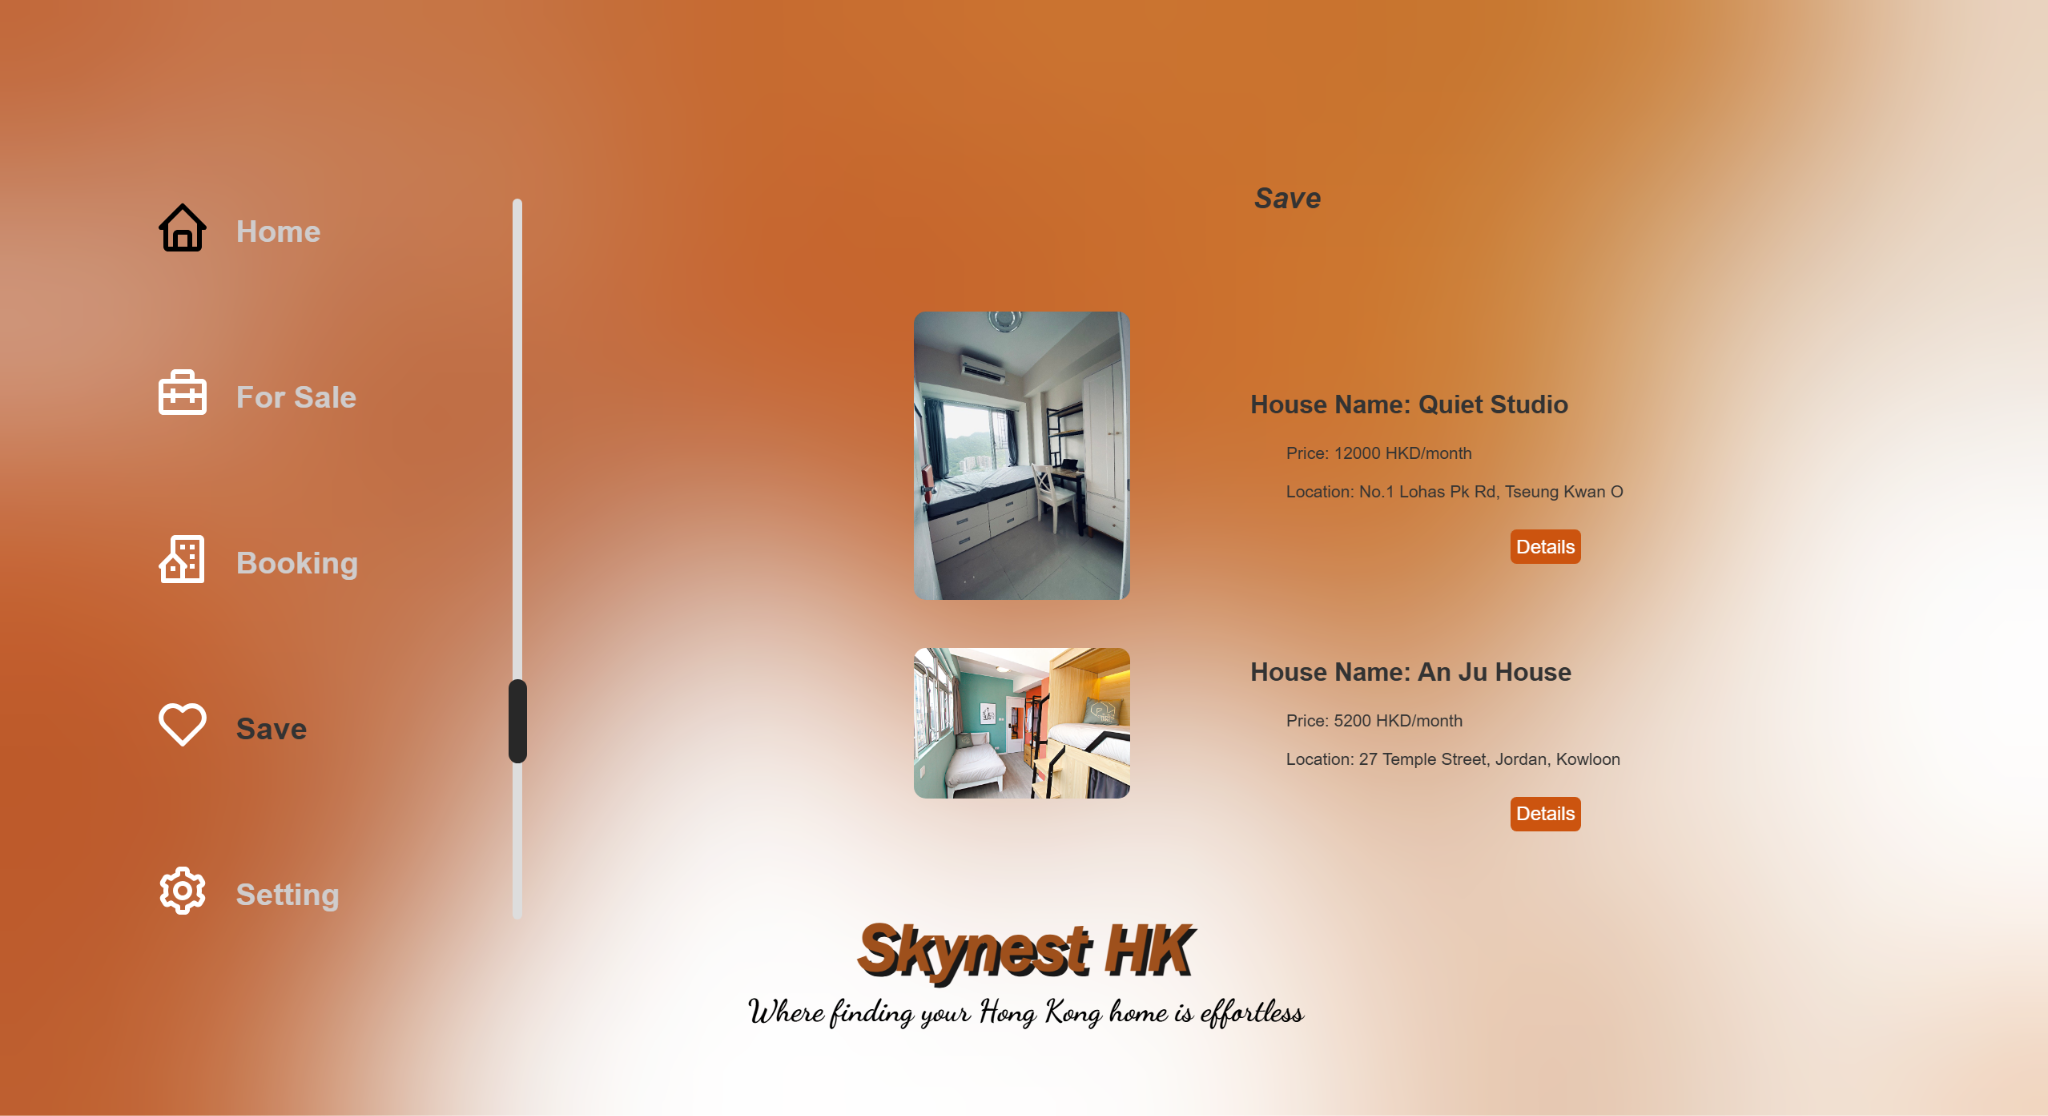 Home
For Sale
Booking
Save
Setting
Save
House Name: Quiet Studio
Price: 12000 HKD/month
Location: No.1 Lohas Pk Rd, Tseung Kwan O
Details
House Name: An Ju House
Price: 5200 HKD/month
Location: 27 Temple Street, Jordan, Kowloon
Details
Skynest HK
Where finding your Hong Kong home is effortless